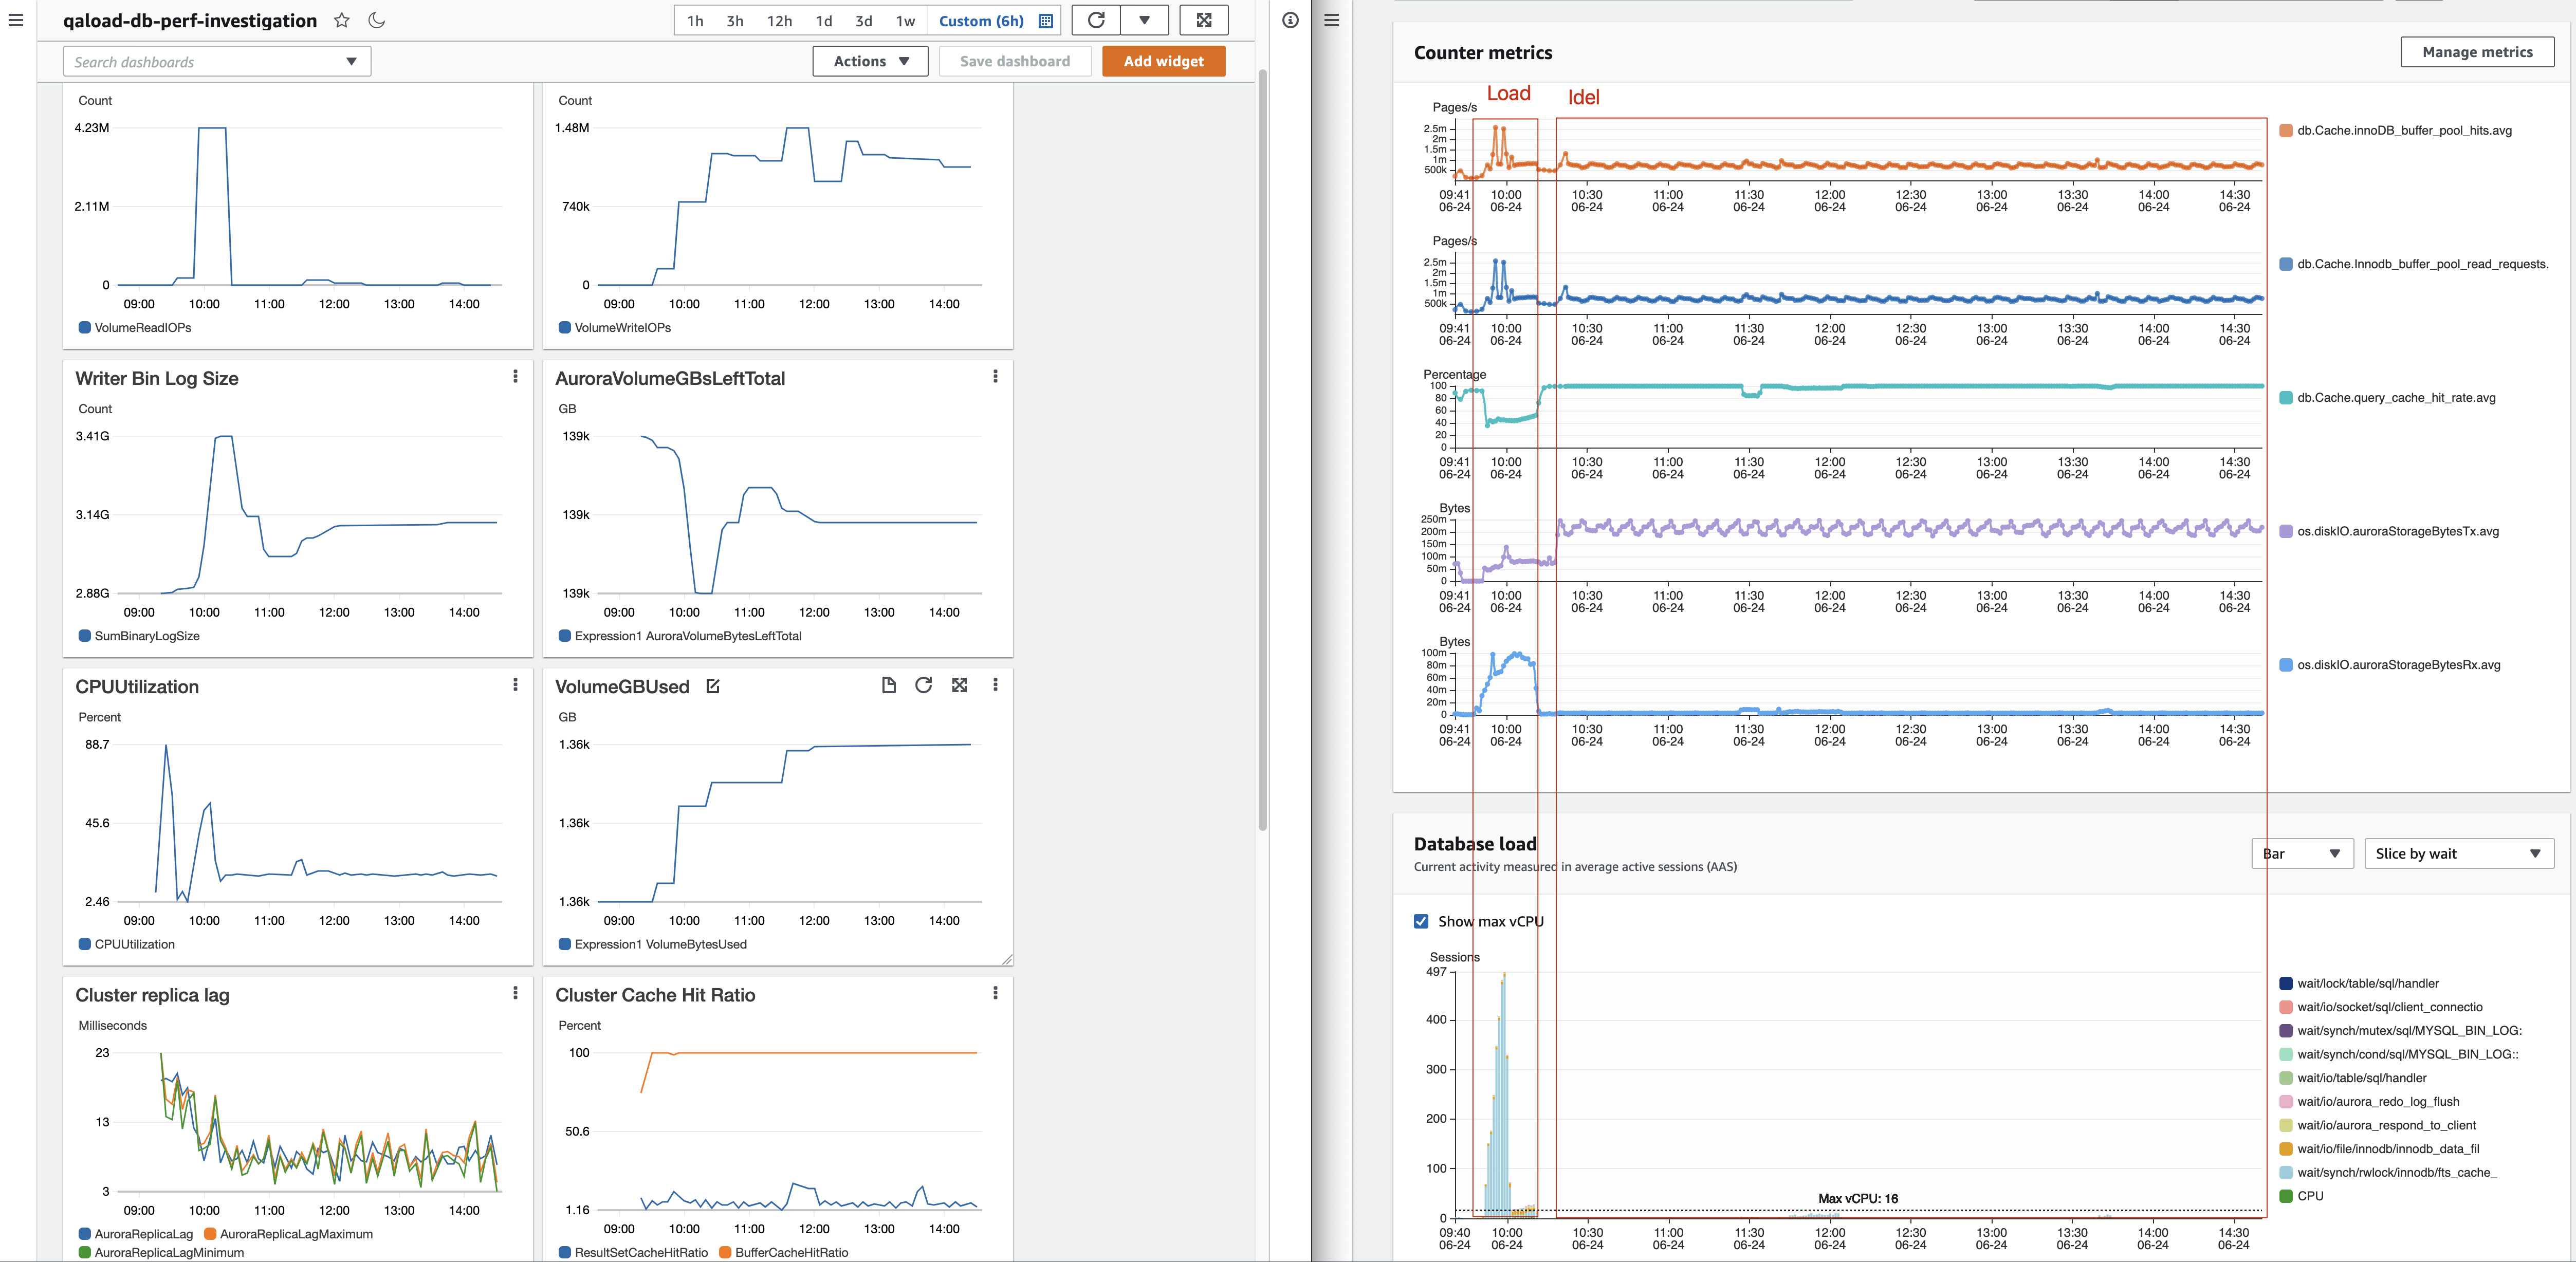 qaload-db-perf-investigation
1h 3h 12h 1d 3d 1w Custom (6h)
Search dashboards
Actions Save dashboard Add widget
Count
4.23M
2.11M
0
09:00 10:00 11:00 12:00 13:00 14:00
VolumeReadIOPs
Count
1.48M
740k
0
09:00 10:00 11:00 12:00 13:00 14:00
VolumeWriteIOPs
Writer Bin Log Size
Count
3.41G
3.14G
2.88G
09:00 10:00 11:00 12:00 13:00 14:00
SumBinaryLogSize
AuroraVolumeGBsLeftTotal
GB
139k
139k
139k
09:00 10:00 11:00 12:00 13:00 14:00
Expression1 AuroraVolumeBytesLeftTotal
CPUUtilization
Percent
88.7
45.6
2.46
09:00 10:00 11:00 12:00 13:00 14:00
CPUUtilization
VolumeGBUsed
GB
1.36k
1.36k
1.36k
09:00 10:00 11:00 12:00 13:00 14:00
Expression1 VolumeBytesUsed
Cluster replica lag
Milliseconds
23
13
3
09:00 10:00 11:00 12:00 13:00 14:00
AuroraReplicaLag AuroraReplicaLagMaximum
AuroraReplicaLagMinimum
Cluster Cache Hit Ratio
Percent
100
50.6
1.16
09:00 10:00 11:00 12:00 13:00 14:00
ResultSetCacheHitRatio BufferCacheHitRatio
Counter metrics
Manage metrics
Load Idel
Pages/s
2.5m
2m
1.5m
1m
500k
09:41 10:00 10:30 11:00 11:30 12:00 12:30 13:00 13:30 14:00 14:30
06-24 06-24 06-24 06-24 06-24 06-24 06-24 06-24 06-24 06-24 06-24
db.Cache.innoDB_buffer_pool_hits.avg
Pages/s
2.5m
2m
1.5m
1m
500k
09:41 10:00 10:30 11:00 11:30 12:00 12:30 13:00 13:30 14:00 14:30
06-24 06-24 06-24 06-24 06-24 06-24 06-24 06-24 06-24 06-24 06-24
db.Cache.Innodb_buffer_pool_read_requests.
Percentage
100
80
60
40
20
0
09:41 10:00 10:30 11:00 11:30 12:00 12:30 13:00 13:30 14:00 14:30
06-24 06-24 06-24 06-24 06-24 06-24 06-24 06-24 06-24 06-24 06-24
db.Cache.query_cache_hit_rate.avg
Bytes
250m
200m
150m
100m
50m
0
09:41 10:00 10:30 11:00 11:30 12:00 12:30 13:00 13:30 14:00 14:30
06-24 06-24 06-24 06-24 06-24 06-24 06-24 06-24 06-24 06-24 06-24
os.diskIO.auroraStorageBytesTx.avg
Bytes
100m
80m
60m
40m
20m
0
09:41 10:00 10:30 11:00 11:30 12:00 12:30 13:00 13:30 14:00 14:30
06-24 06-24 06-24 06-24 06-24 06-24 06-24 06-24 06-24 06-24 06-24
os.diskIO.auroraStorageBytesRx.avg
Database load
Current activity measured in average active sessions (AAS)
Bar Slice by wait
Show max vCPU
Sessions
497
400
300
200
100
0
Max vCPU: 16
09:40 10:00 10:30 11:00 11:30 12:00 12:30 13:00 13:30 14:00 14:30
06-24 06-24 06-24 06-24 06-24 06-24 06-24 06-24 06-24 06-24 06-24
wait/lock/table/sql/handler
wait/io/socket/sql/client_connectio
wait/synch/mutex/sql/MYSQL_BIN_LOG:
wait/synch/cond/sql/MYSQL_BIN_LOG::
wait/io/table/sql/handler
wait/io/aurora_redo_log_flush
wait/io/aurora_respond_to_client
wait/io/file/innodb/innodb_data_fil
wait/synch/rwlock/innodb/fts_cache_
CPU